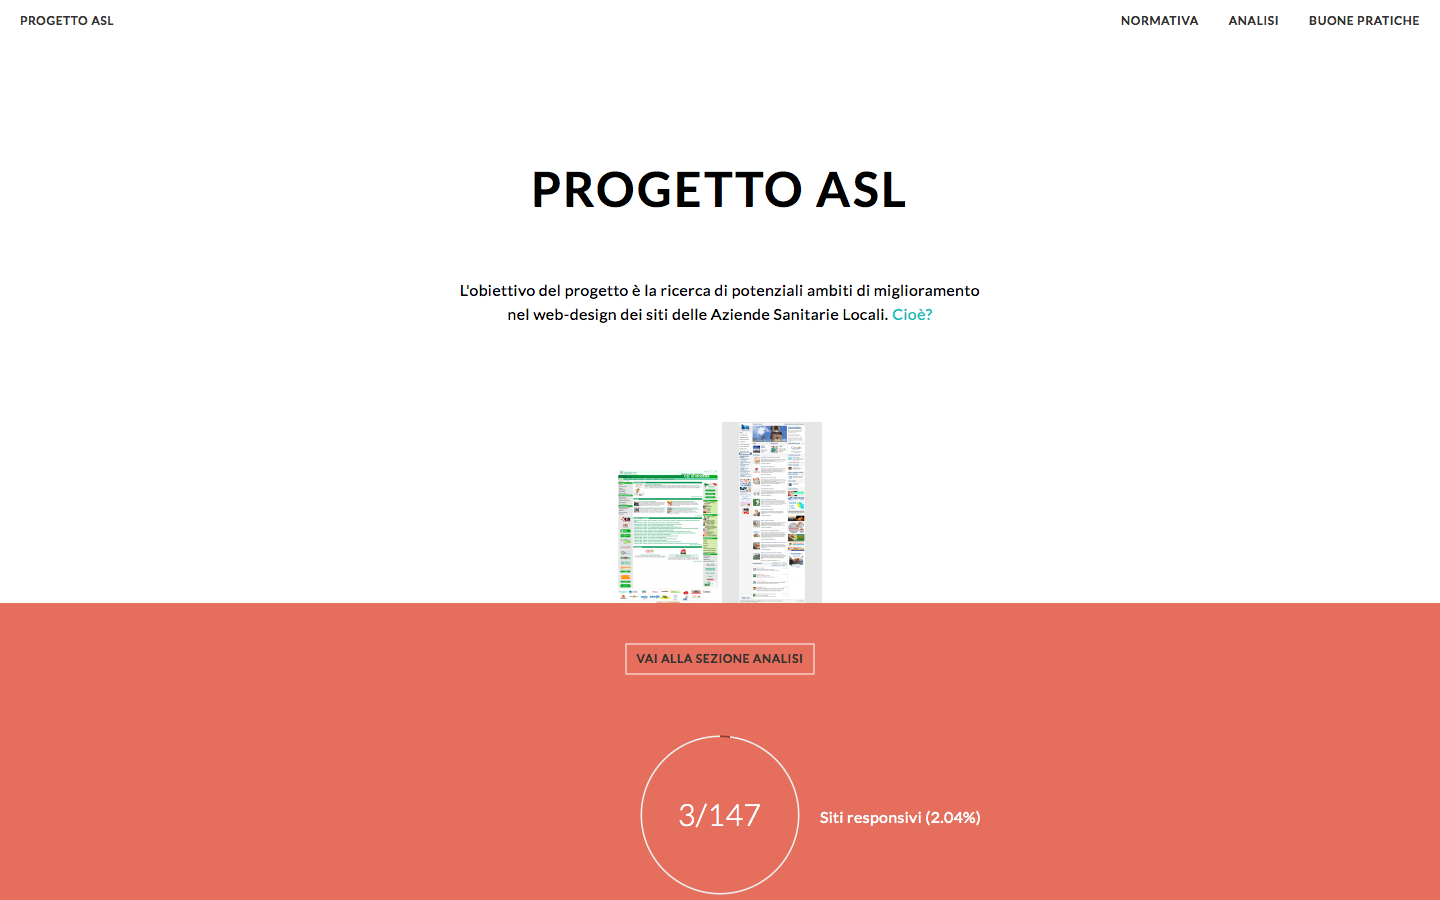 PROGETTO ASL
NORMATIVA
ANALISI
BUONE PRATICHE
PROGETTO ASL
L'obiettivo del progetto è la ricerca di potenziali ambiti di miglioramento
nel web-design dei siti delle Aziende Sanitarie Locali. Cioè?
VAI ALLA SEZIONE ANALISI
3/147
Siti responsivi (2.04%)